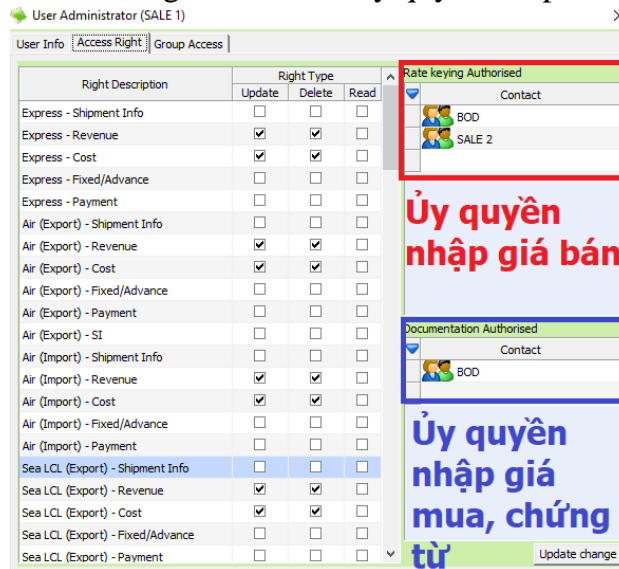 User Administrator (SALE 1)
User Info Access Right Group Access
Right Description Right Type
Update Delete Read
Express - Shipment Info
Express - Revenue
Express - Cost
Express - Fixed/Advance
Express - Payment
Air (Export) - Shipment Info
Air (Export) - Revenue
Air (Export) - Cost
Air (Export) - Fixed/Advance
Air (Export) - Payment
Air (Export) - SI
Air (Import) - Shipment Info
Air (Import) - Revenue
Air (Import) - Cost
Air (Import) - Fixed/Advance
Air (Import) - Payment
Sea LCL (Export) - Shipment Info
Sea LCL (Export) - Revenue
Sea LCL (Export) - Cost
Sea LCL (Export) - Fixed/Advance
Sea LCL (Export) - Payment
Rate keying Authorised
Contact
BOD
SALE 2
Ủy quyền
nhập giá bán
Documentation Authorised
Contact
BOD
Ủy quyền
nhập giá
mua, chứng
từ
Update change